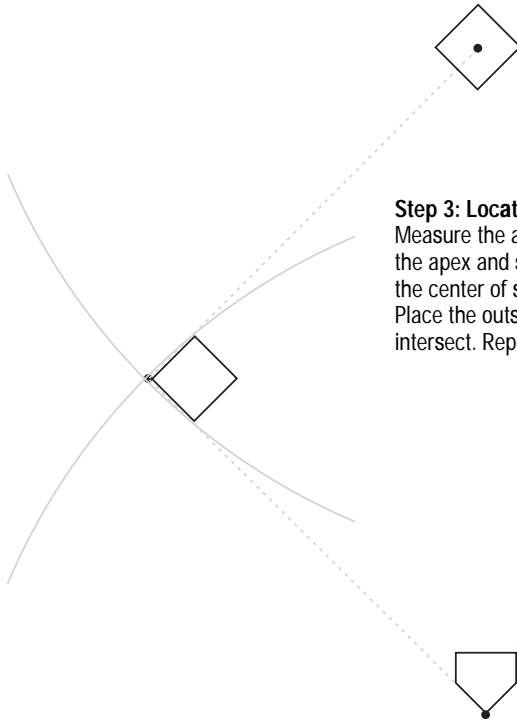 Step 3: Locat
Measure the a
the apex and s
the center of s
Place the outs
intersect. Rep